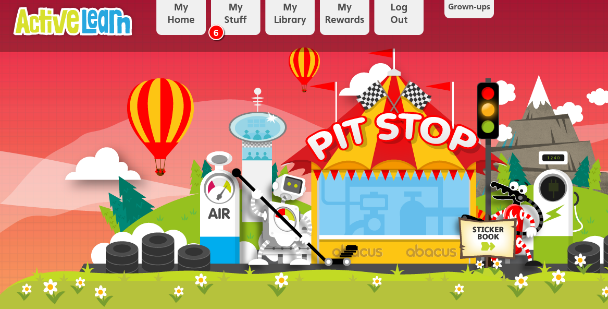 ActiveLearn
My
Home
My
Stuff
6
My
Library
My
Rewards
Log
Out
Grown-ups
PIT STOP
AIR
STICKER
BOOK
abacus
abacus